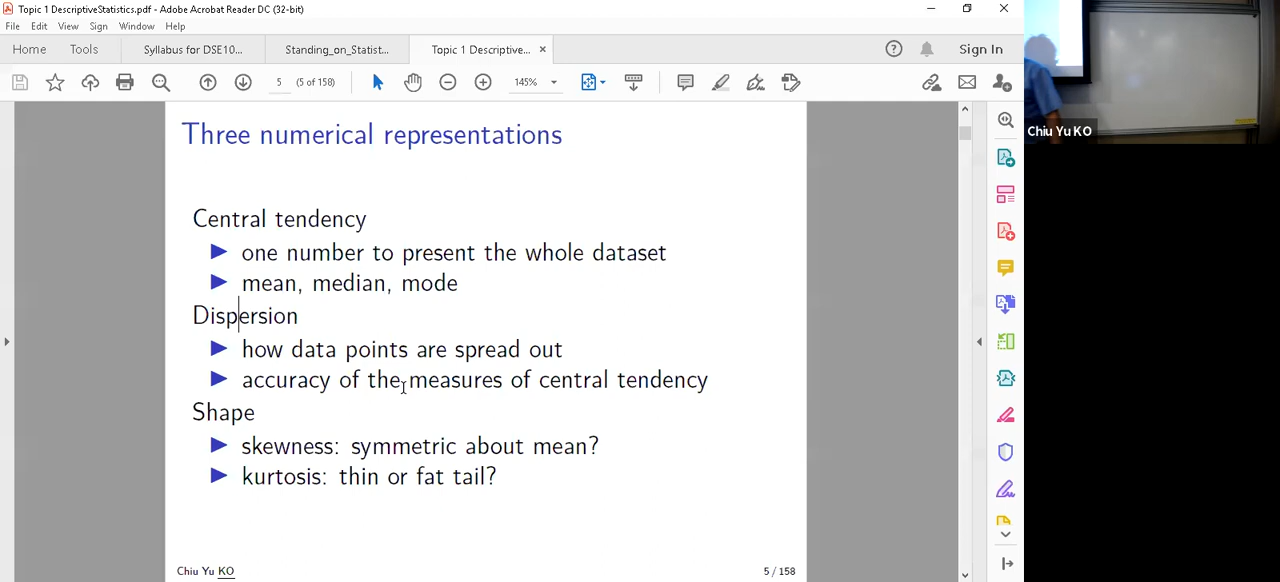 Topic 1 DescriptiveStatistics.pdf - Adobe Acrobat Reader DC (32-bit)
File Edit View Sign Window Help
Home Tools Syllabus for DSE10... Standing_on_Statist... Topic 1 Descriptive... Sign In
5 (5 of 158) 145%
Chiu Yu KO
Three numerical representations
Central tendency
one number to present the whole dataset
mean, median, mode
Dispersion
how data points are spread out
accuracy of the measures of central tendency
Shape
skewness: symmetric about mean?
kurtosis: thin or fat tail?
Chiu Yu KO 5 / 158